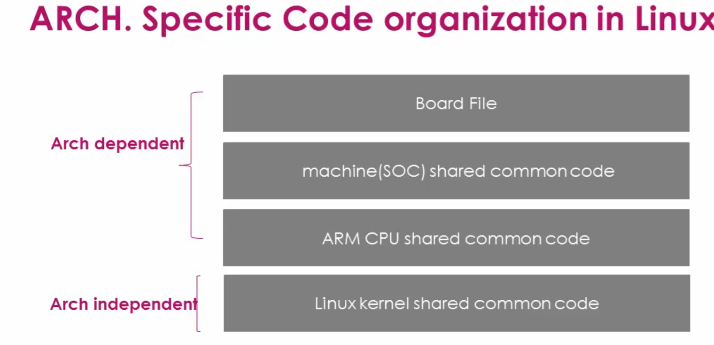 ARCH. Specific Code organization in Linux
Board File
Arch dependent
machine(SOC) shared common code
ARM CPU shared common code
Arch independent
Linux kernel shared common code